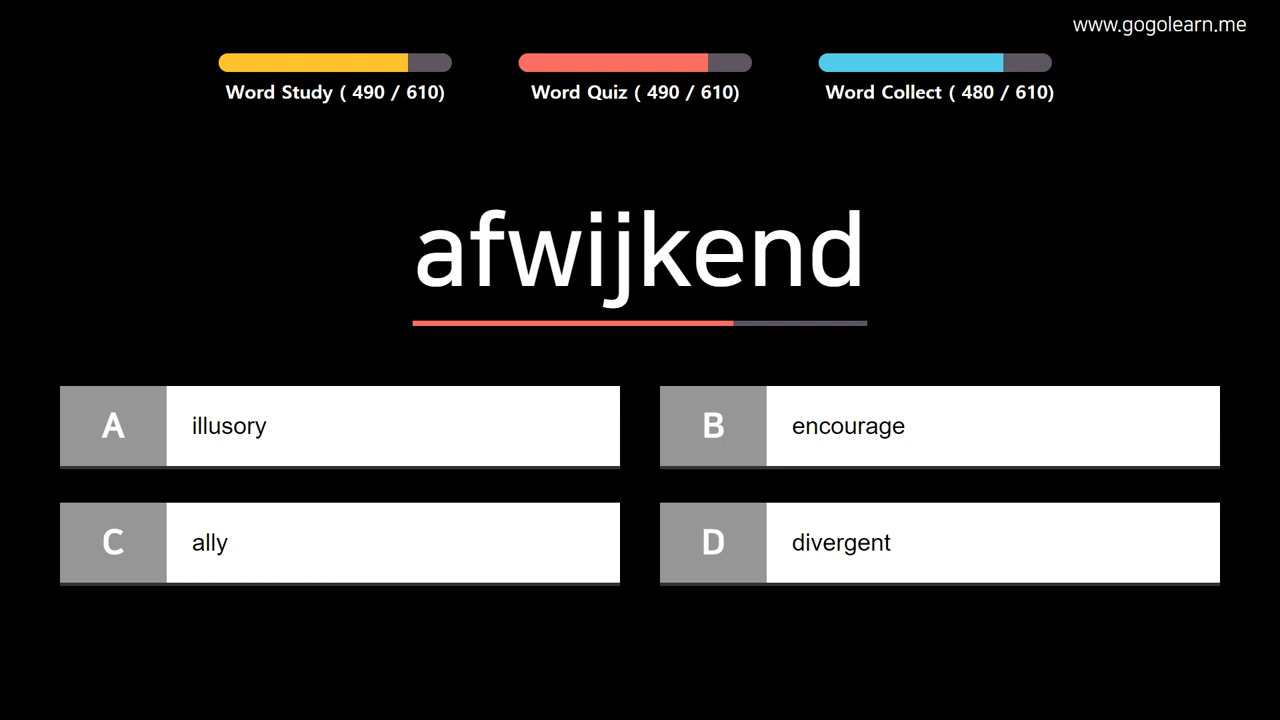 www.gogolearn.me
Word Study ( 490 / 610)
Word Quiz ( 490 / 610)
Word Collect ( 480 / 610)
afwijkend
A illusory
B encourage
C ally
D divergent